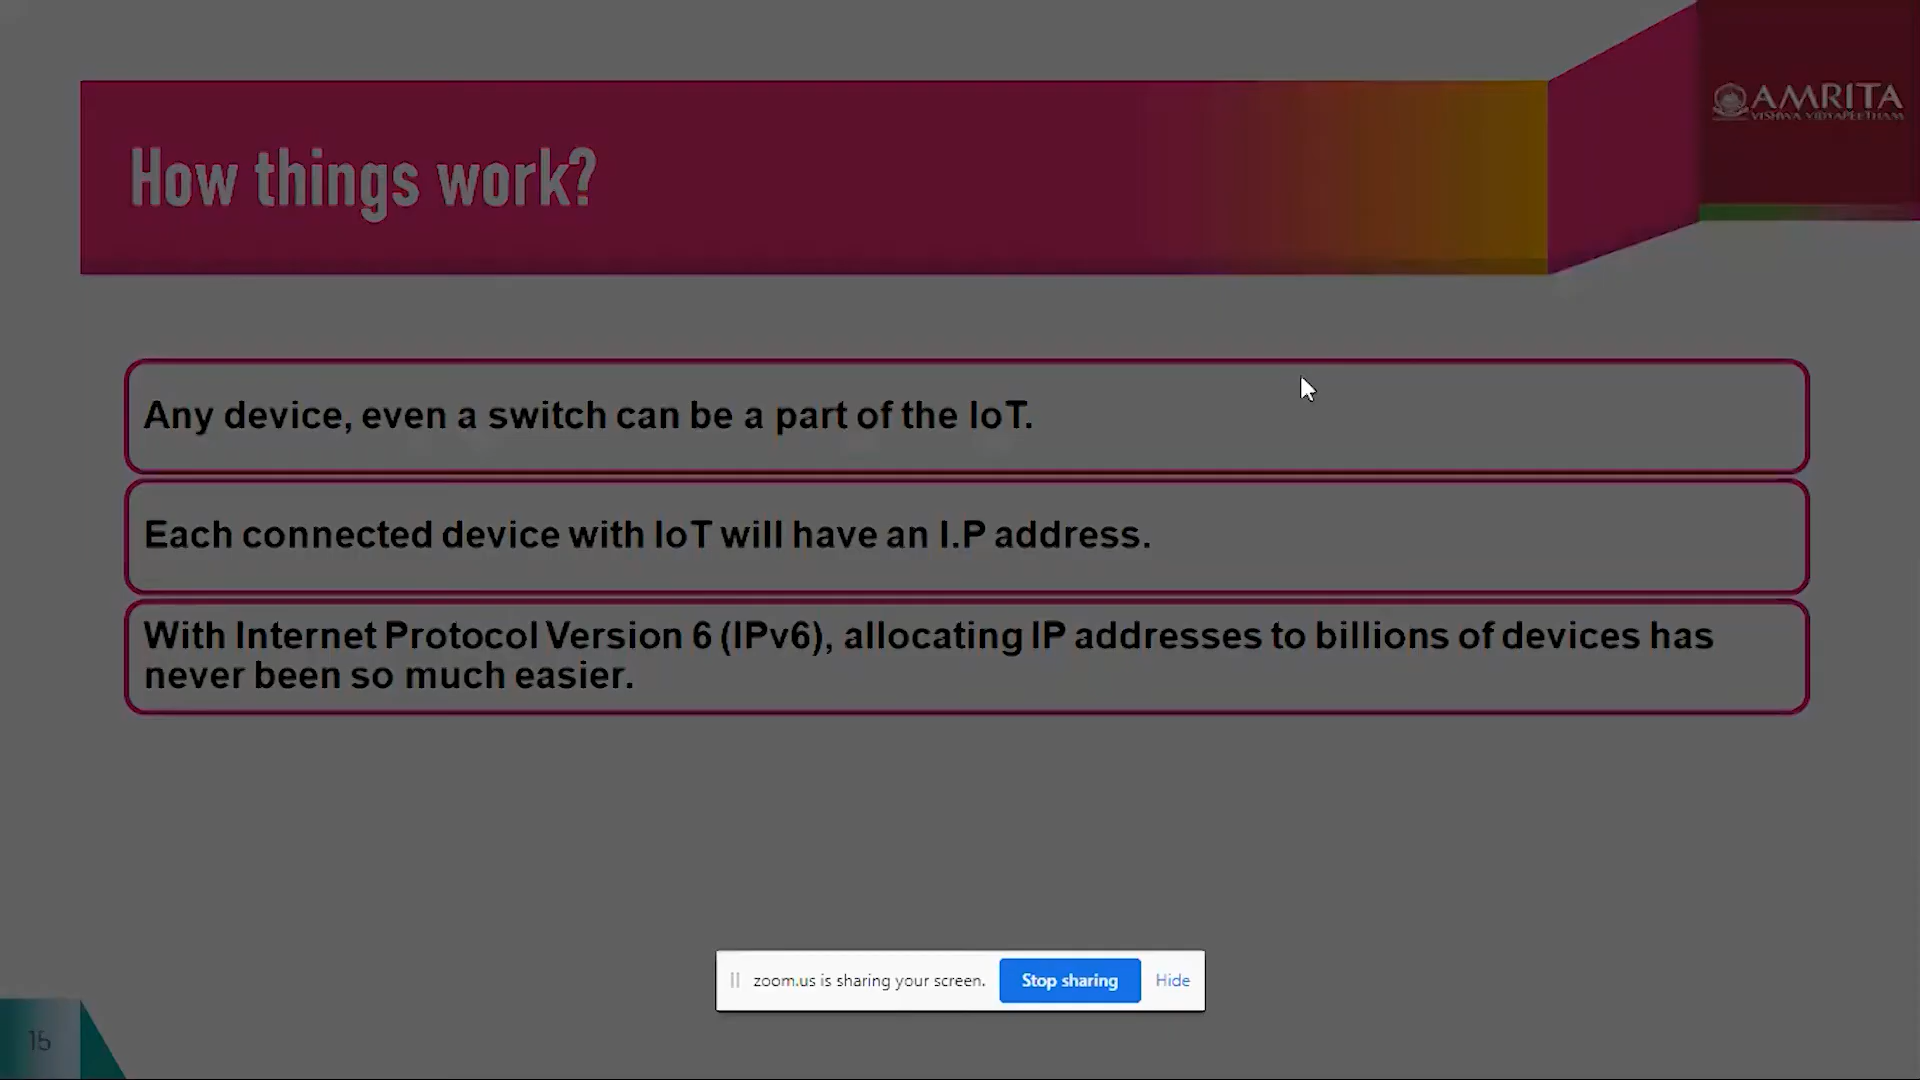 AMRITA
VISHWA VIDYAPEETHAM
How things work?
Any device, even a switch can be a part of the IoT.
Each connected device with IoT will have an I.P address.
With Internet Protocol Version 6 (IPv6), allocating IP addresses to billions of devices has
never been so much easier.
zoom.us is sharing your screen. Stop sharing Hide
15